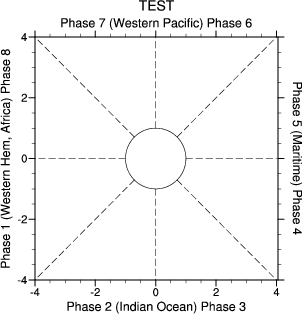 TEST
Phase 7 (Western Pacific) Phase 6
4
2
0
-2
-4
Phase 1 (Western Hem, Africa) Phase 8
Phase 5 (Maritime) Phase 4
-4
-2
0
2
4
Phase 2 (Indian Ocean) Phase 3